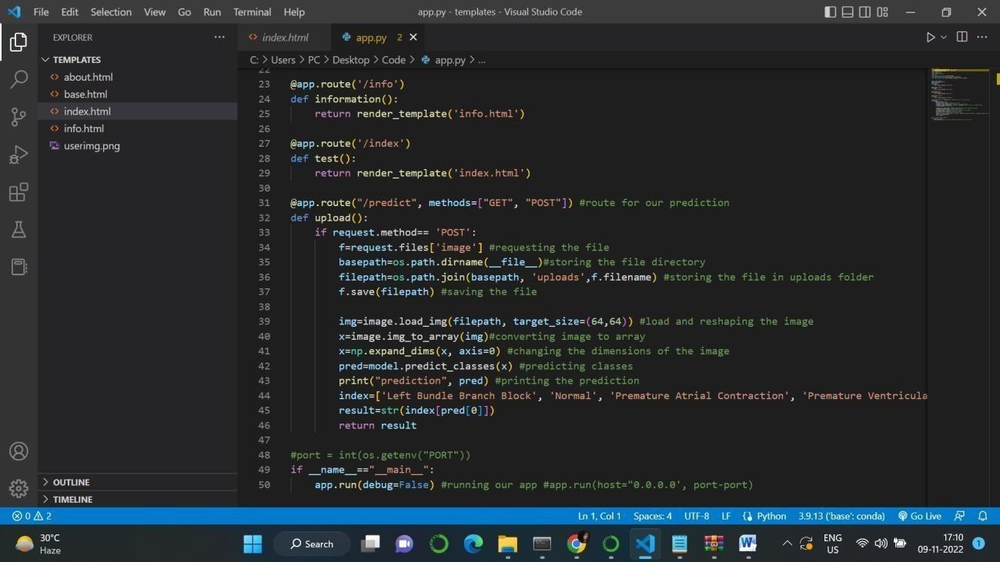 File Edit Selection View Go Run Terminal Help app.py - templates - Visual Studio Code
EXPLORER
TEMPLATES
about.html
base.html
index.html
info.html
userimg.png
OUTLINE
TIMELINE
index.html app.py 2
C: > Users > PC > Desktop > Code > app.py > ...
22
23 @app.route('/info')
24 def information():
25 return render_template('info.html')
26
27 @app.route('/index')
28 def test():
29 return render_template('index.html')
30
31 @app.route("/predict", methods=["GET", "POST"]) #route for our prediction
32 def upload():
33 if request.method== 'POST':
34 f=request.files['image'] #requesting the file
35 basepath=os.path.dirname(__file__)#storing the file directory
36 filepath=os.path.join(basepath, 'uploads',f.filename) #storing the file in uploads folder
37 f.save(filepath) #saving the file
38
39 img=image.load_img(filepath, target_size=(64,64)) #load and reshaping the image
40 x=image.img_to_array(img)#converting image to array
41 x=np.expand_dims(x, axis=0) #changing the dimensions of the image
42 pred=model.predict_classes(x) #predicting classes
43 print("prediction", pred) #printing the prediction
44 index=['Left Bundle Branch Block', 'Normal', 'Premature Atrial Contraction', 'Premature Ventricula
45 result=str(index[pred[0]])
46 return result
47
48 #port = int(os.getenv("PORT"))
49 if __name__=="__main__":
50 app.run(debug=False) #running our app #app.run(host="0.0.0.0', port-port)
0 2 Ln 1, Col 1 Spaces: 4 UTF-8 LF Python 3.9.13 ('base': conda) Go Live
30°C
Haze
Search
ENG
US
17:10
09-11-2022
1